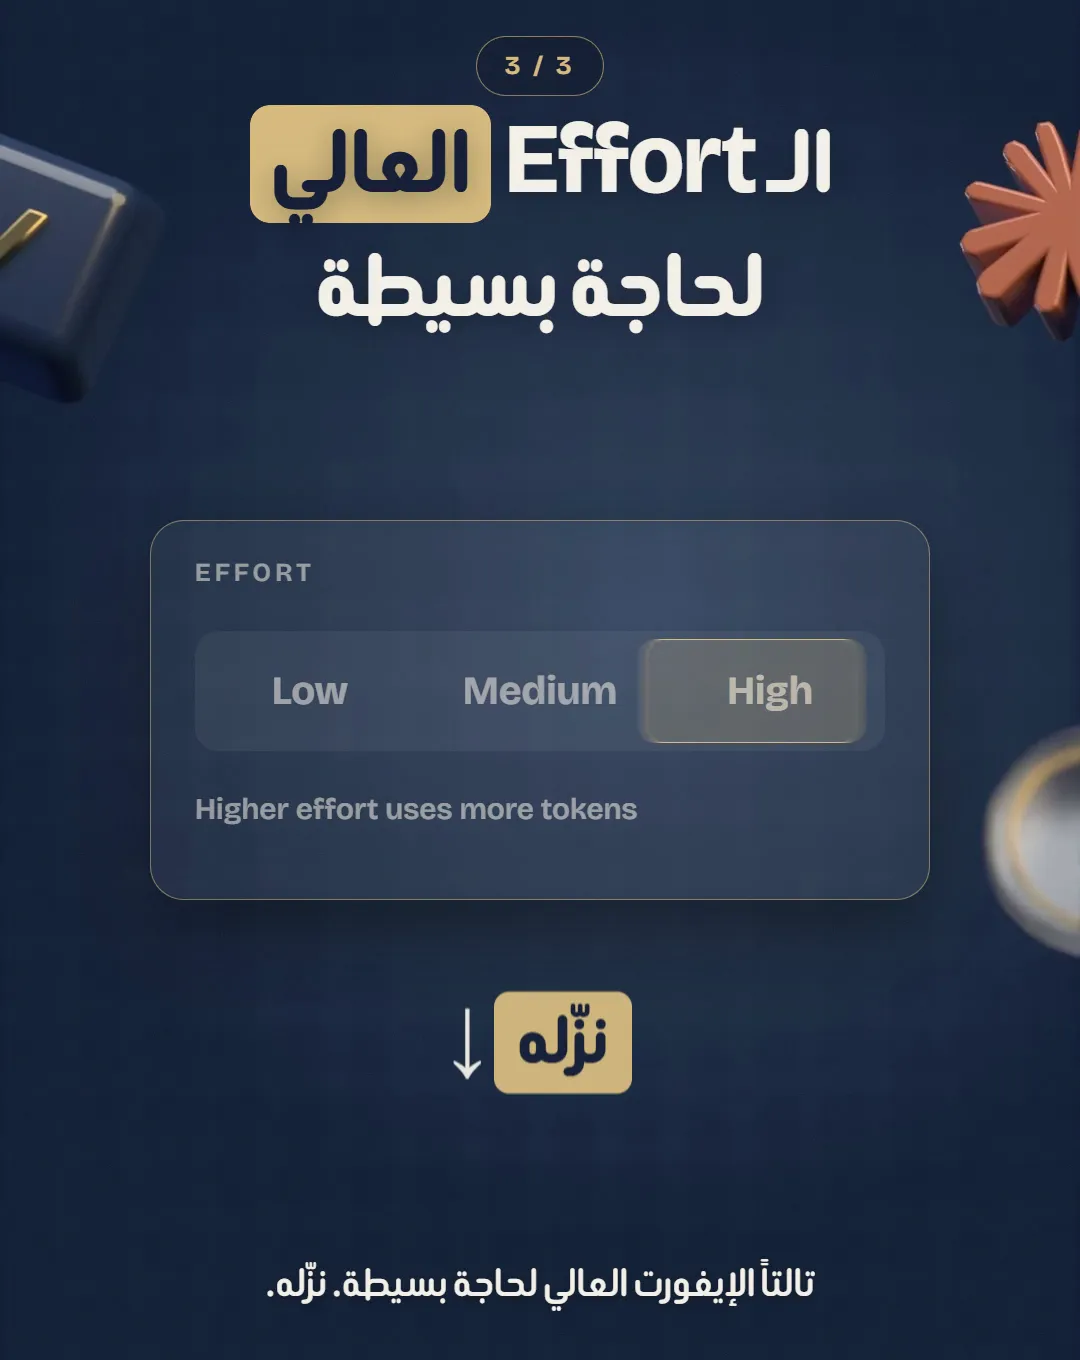 3 / 3
الـ Effort العالي
لحاجة بسيطة
EFFORT
Low Medium High
Higher effort uses more tokens
نزّله ↓
تالتاً الإيفورت العالي لحاجة بسيطة. نزّله.